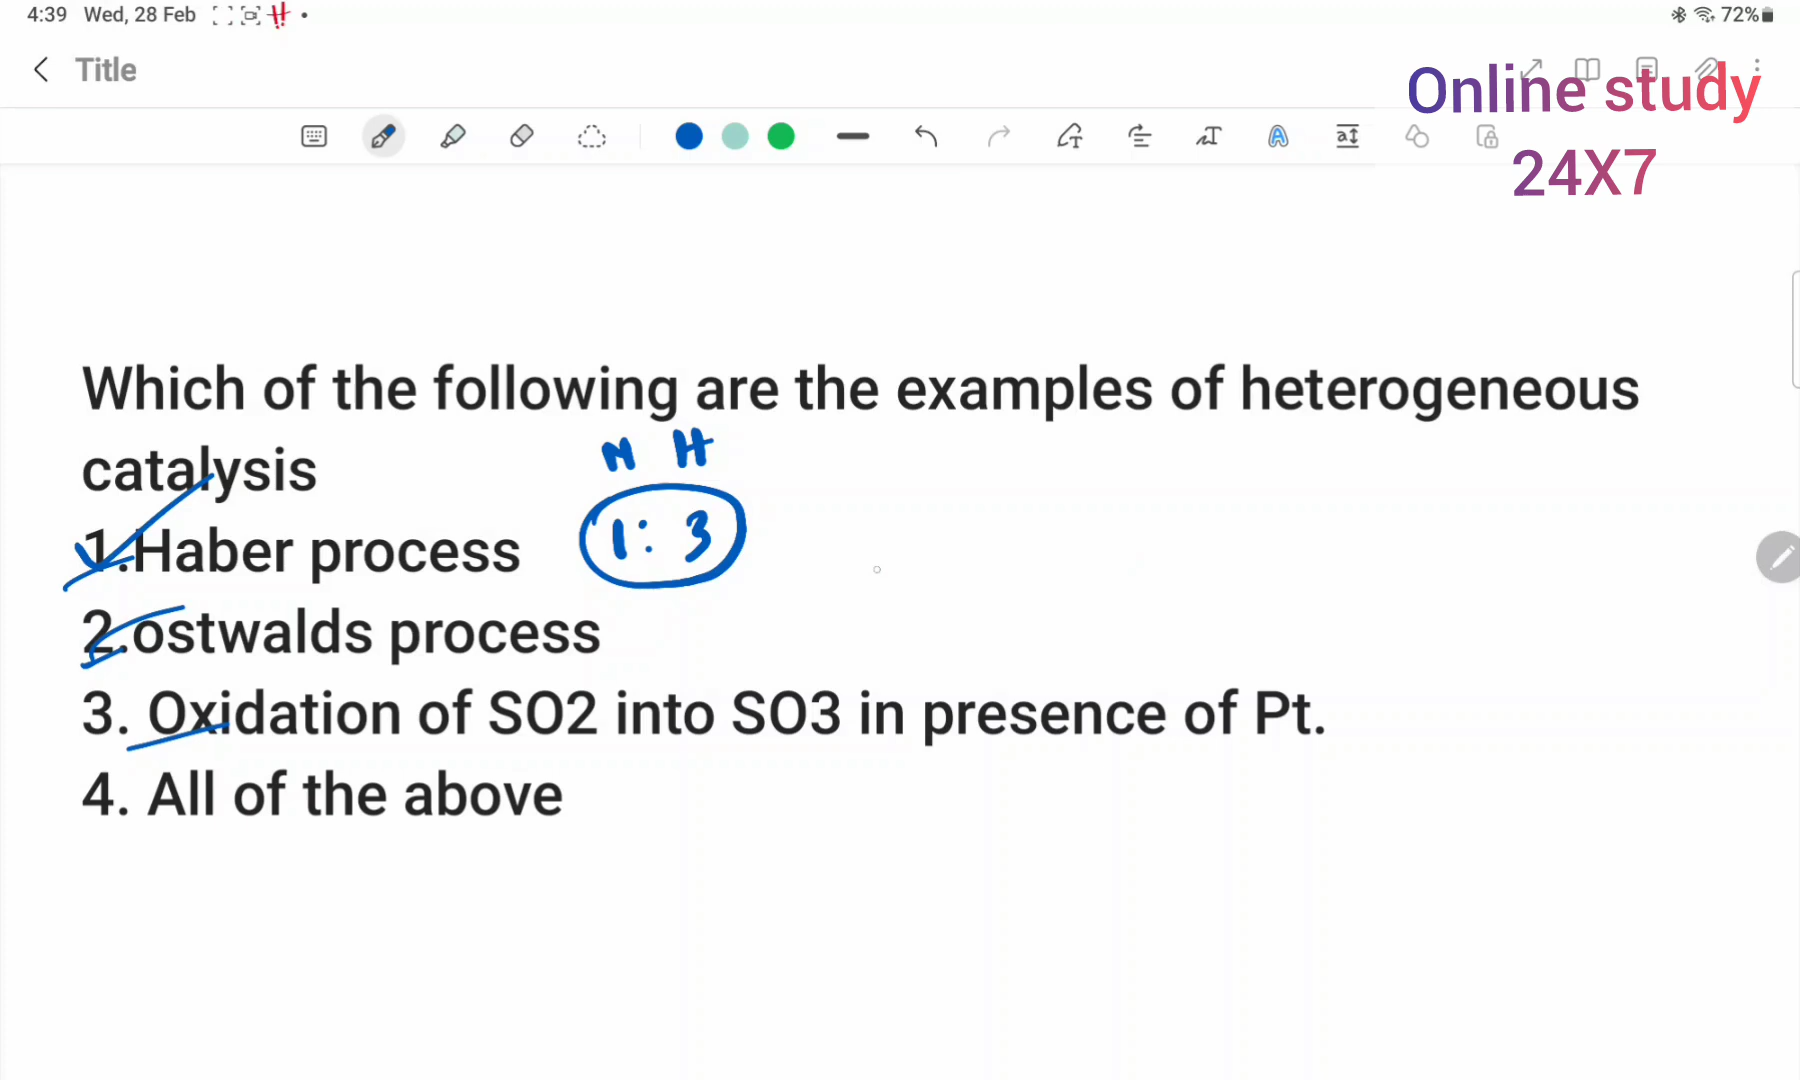 4:39 Wed, 28 Feb 72%
Title
Online study
24X7
Which of the following are the examples of heterogeneous
catalysis
N H
1.Haber process 1: 3
2.ostwalds process
3. Oxidation of SO2 into SO3 in presence of Pt.
4. All of the above